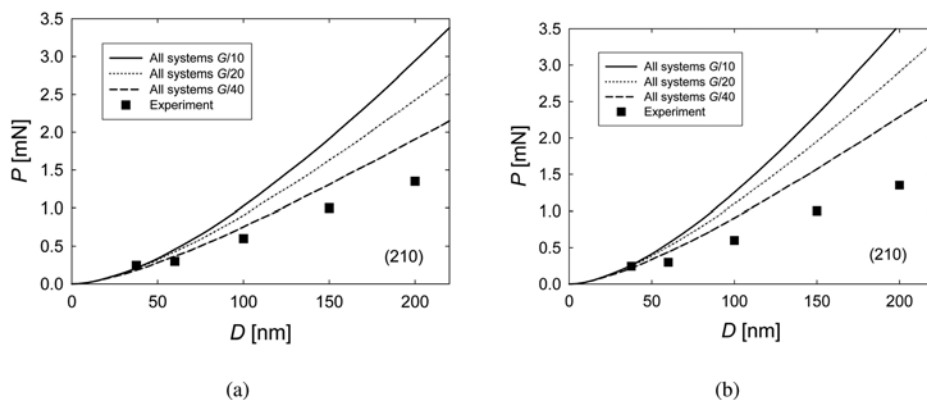 (a)
3.5
3.0
2.5
2.0
1.5
1.0
0.5
0.0
P [mN]
All systems G/10
All systems G/20
All systems G/40
Experiment
(210)
0 50 100 150 200
D [nm]
(b)
3.5
3.0
2.5
2.0
1.5
1.0
0.5
0.0
P [mN]
All systems G/10
All systems G/20
All systems G/40
Experiment
(210)
0 50 100 150 200
D [nm]
(a)
(b)